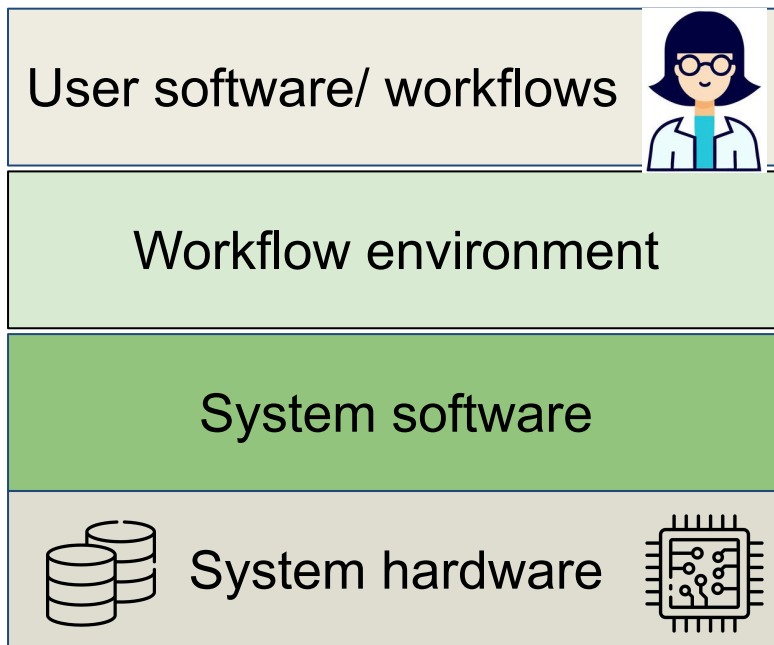 User software/ workflows
Workflow environment
System software
System hardware